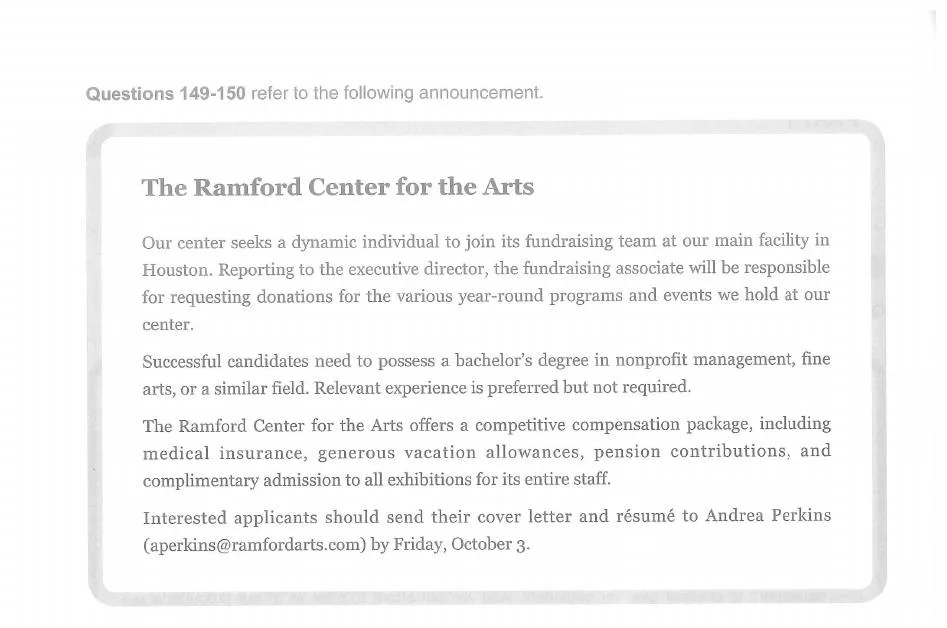 Questions 149-150 refer to the following announcement.
The Ramford Center for the Arts
Our center seeks a dynamic individual to join its fundraising team at our main facility in
Houston. Reporting to the executive director, the fundraising associate will be responsible
for requesting donations for the various year-round programs and events we hold at our
center.
Successful candidates need to possess a bachelor's degree in nonprofit management, fine
arts, or a similar field. Relevant experience is preferred but not required.
The Ramford Center for the Arts offers a competitive compensation package, including
medical insurance, generous vacation allowances, pension contributions, and
complimentary admission to all exhibitions for its entire staff.
Interested applicants should send their cover letter and résumé to Andrea Perkins
(aperkins@ramfordarts.com) by Friday, October 3.